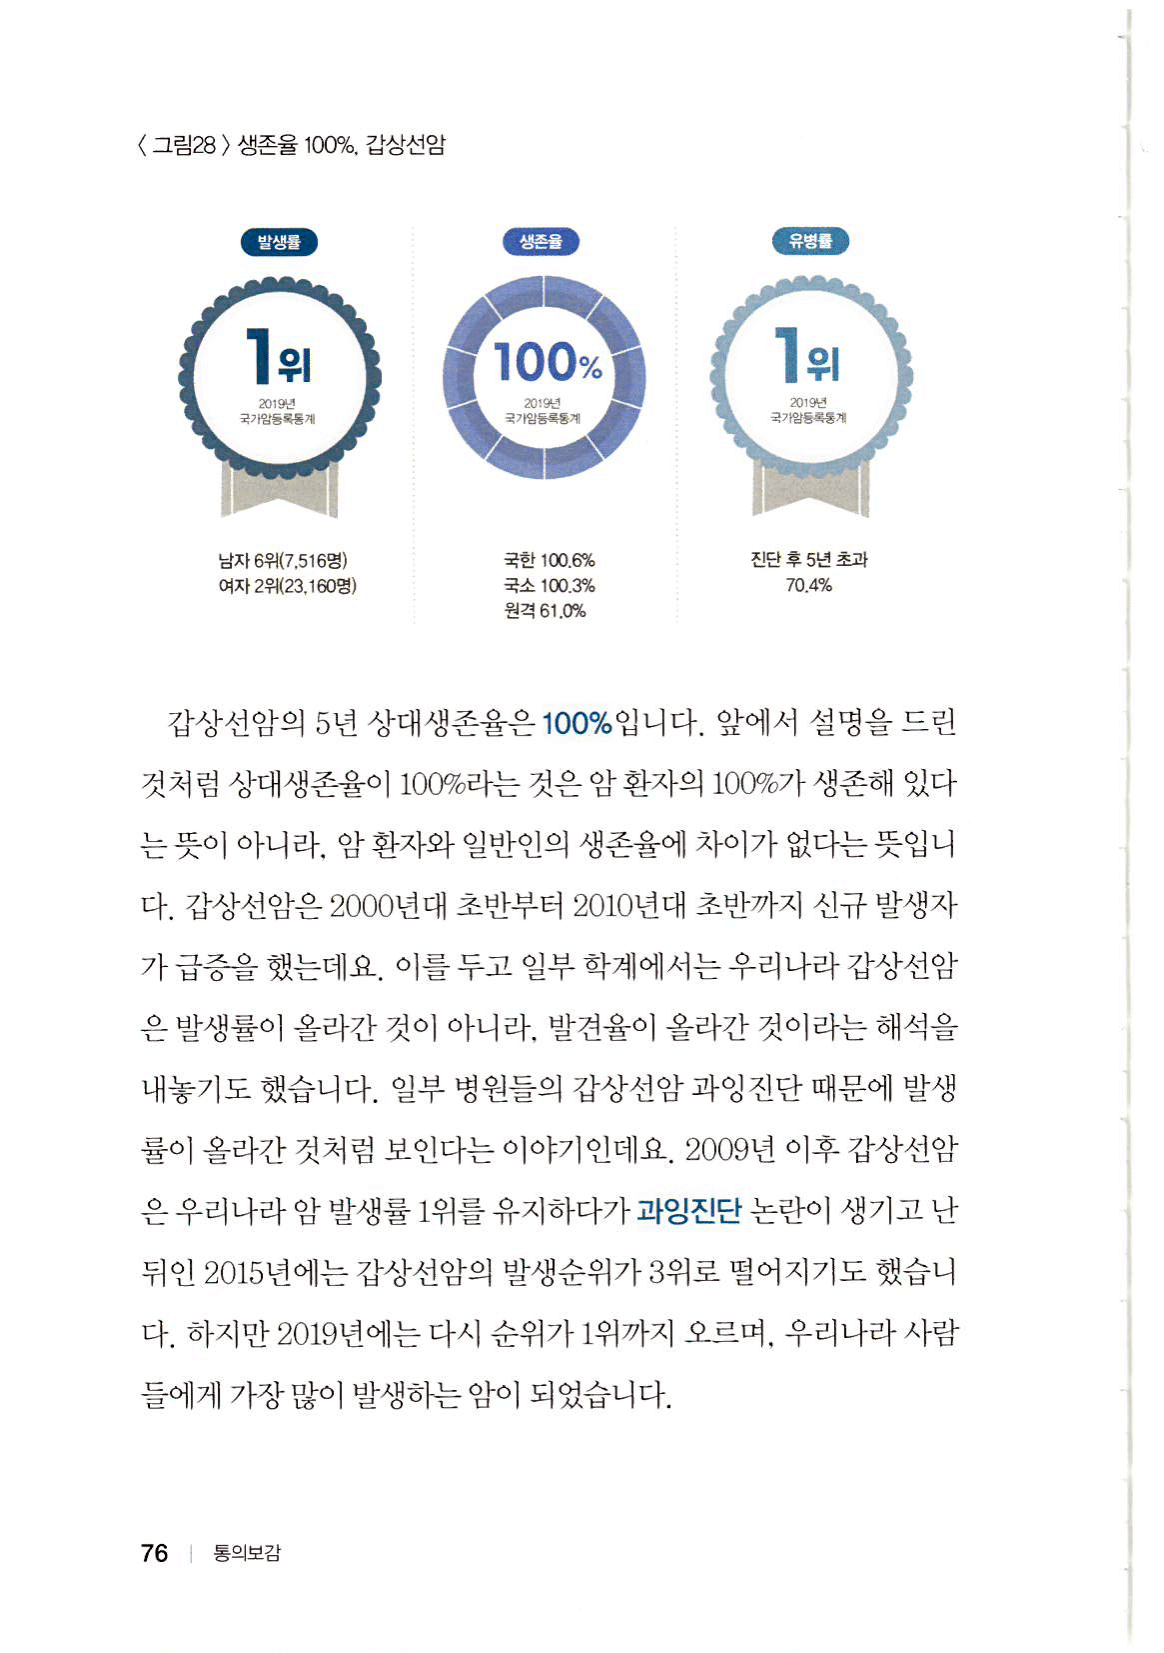 〈 그림28 〉 생존율 100%, 갑상선암
발생률
1위
2019년
국가암등록통계
남자 6위(7,516명)
여자 2위(23,160명)
생존율
100%
2019년
국가암등록통계
국한 100.6%
국소 100.3%
원격 61.0%
유병률
1위
2019년
국가암등록통계
진단 후 5년 초과
70.4%
갑상선암의 5년 상대생존율은 100%입니다. 앞에서 설명을 드린
것처럼 상대생존율이 100%라는 것은 암 환자의 100%가 생존해 있다
는 뜻이 아니라, 암 환자와 일반인의 생존율에 차이가 없다는 뜻입니
다. 갑상선암은 2000년대 초반부터 2010년대 초반까지 신규 발생자
가 급증을 했는데요. 이를 두고 일부 학계에서는 우리나라 갑상선암
은 발생률이 올라간 것이 아니라, 발견율이 올라간 것이라는 해석을
내놓기도 했습니다. 일부 병원들의 갑상선암 과잉진단 때문에 발생
률이 올라간 것처럼 보인다는 이야기인데요. 2009년 이후 갑상선암
은 우리나라 암 발생률 1위를 유지하다가 과잉진단 논란이 생기고 난
뒤인 2015년에는 갑상선암의 발생순위가 3위로 떨어지기도 했습니
다. 하지만 2019년에는 다시 순위가 1위까지 오르며, 우리나라 사람
들에게 가장 많이 발생하는 암이 되었습니다.
76 | 통의보감